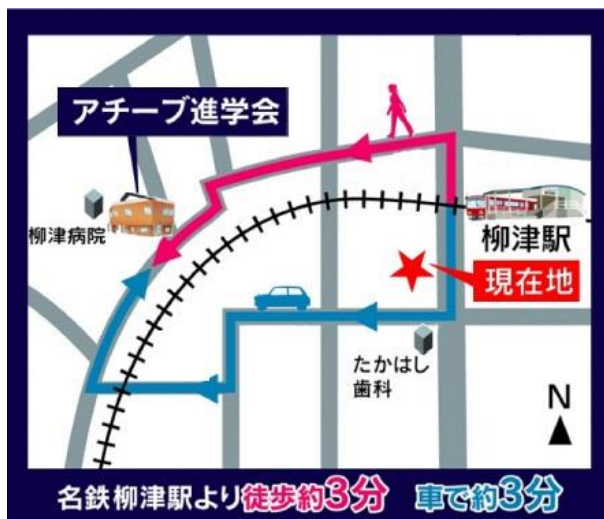 アチーブ進学会
柳津病院
柳津駅
現在地
たかはし
歯科
N
名鉄柳津駅より徒歩約3分 車で約3分